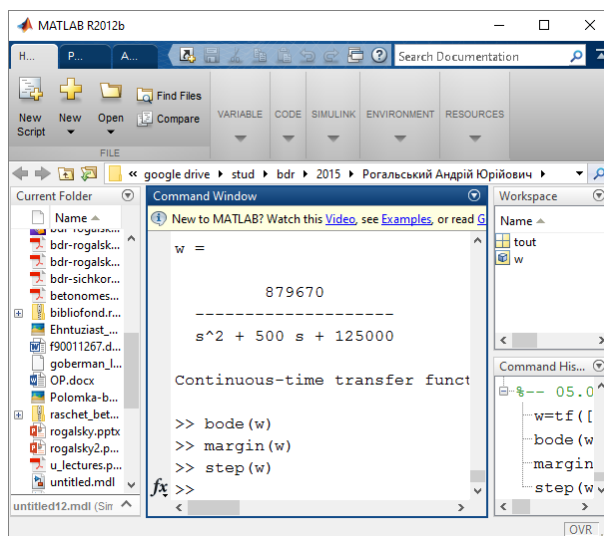 MATLAB R2012b
H... P... A...
Search Documentation
New Script
New
Open
Find Files
Compare
FILE
VARIABLE
CODE
SIMULINK
ENVIRONMENT
RESOURCES
« google drive ▸ stud ▸ bdr ▸ 2015 ▸ Рогальський Андрій Юрійович ▸
Current Folder
Name
bdr-rogalsk...
bdr-rogalsk...
bdr-rogalsk...
bdr-sichkor...
betonomes...
bibliofond.r...
Ehntuziast_...
f90011267.d...
goberman_l...
OP.docx
Polomka-b...
raschet_bet...
rogalsky.pptx
rogalsky2.p...
u_lectures.p...
untitled.mdl
untitled12.mdl (Sin
Command Window
New to MATLAB? Watch this Video, see Examples, or read G
w =
879670
--------------------
s^2 + 500 s + 125000
Continuous-time transfer funct
>> bode(w)
>> margin(w)
>> step(w)
fx >>
Workspace
Name
tout
w
Command His...
%-- 05.0
w=tf([
bode(w
margin
step(w
OVR